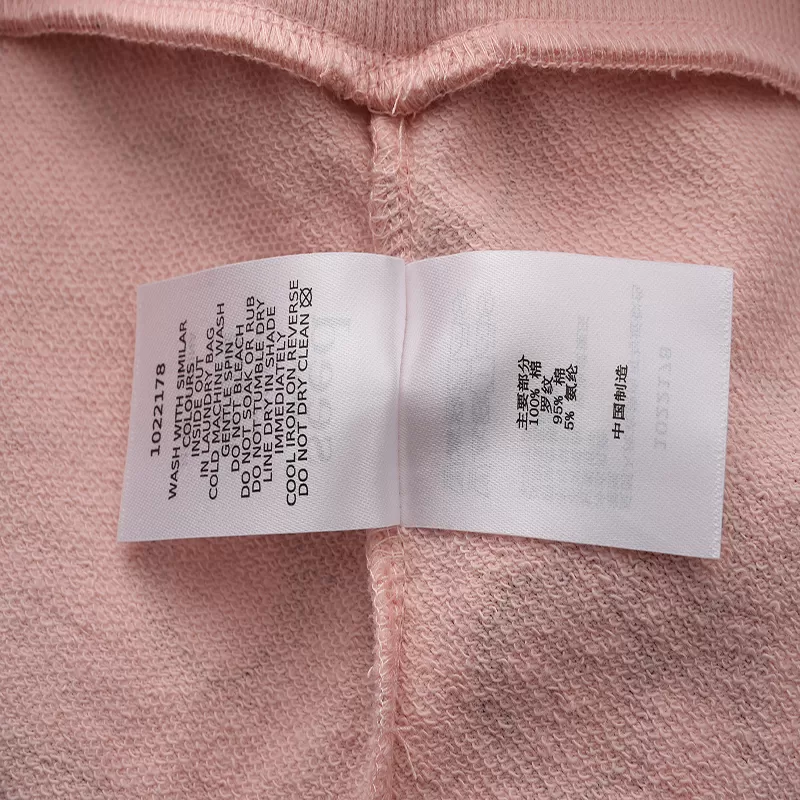 1022178
WASH WITH SIMILAR
COLOURS
INSIDE OUT
IN LAUNDRY BAG
COLD MACHINE WASH
GENTLE SPIN
DO NOT BLEACH
DO NOT SOAK OR RUB
DO NOT TUMBLE DRY
LINE DRY IN SHADE
IMMEDIATELY
COOL IRON ON REVERSE
DO NOT DRY CLEAN
主要部分
100% 棉
罗纹
95% 棉
5% 氨纶
中国制造
1022178